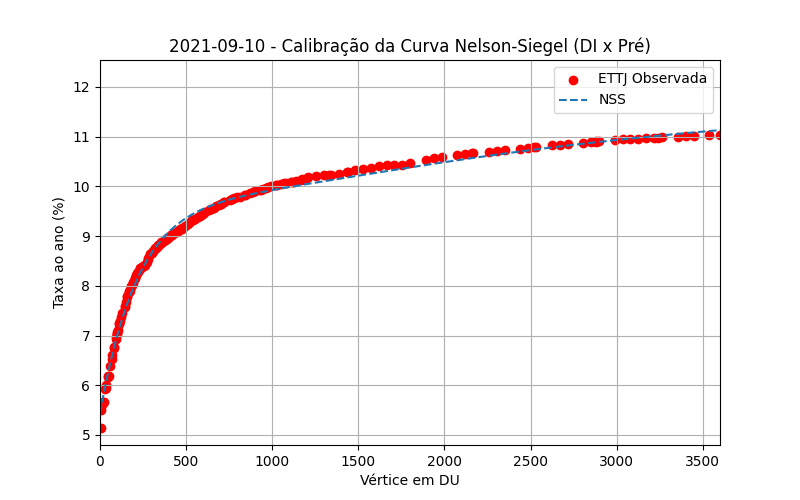 2021-09-10 - Calibração da Curva Nelson-Siegel (DI x Pré)
ETTJ Observada
NSS
Taxa ao ano (%)
12
11
10
9
8
7
6
5
0 500 1000 1500 2000 2500 3000 3500
Vértice em DU